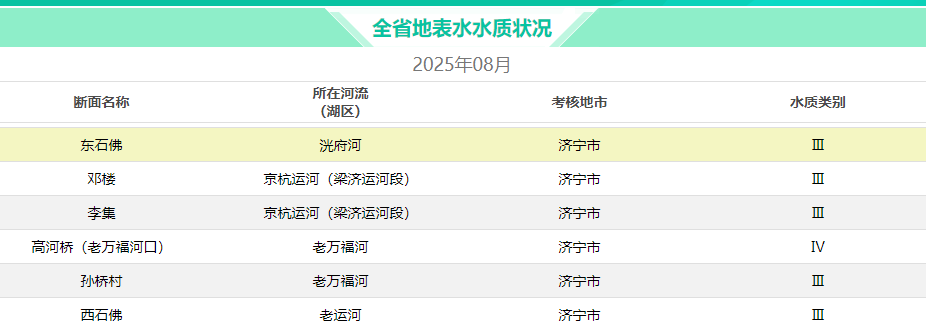 全省地表水水质状况
2025年08月
断面名称 所在河流（湖区） 考核地市 水质类别
东石佛 洸府河 济宁市 Ⅲ
邓楼 京杭运河（梁济运河段） 济宁市 Ⅲ
李集 京杭运河（梁济运河段） 济宁市 Ⅲ
高河桥（老万福河口） 老万福河 济宁市 Ⅳ
孙桥村 老万福河 济宁市 Ⅲ
西石佛 老运河 济宁市 Ⅲ